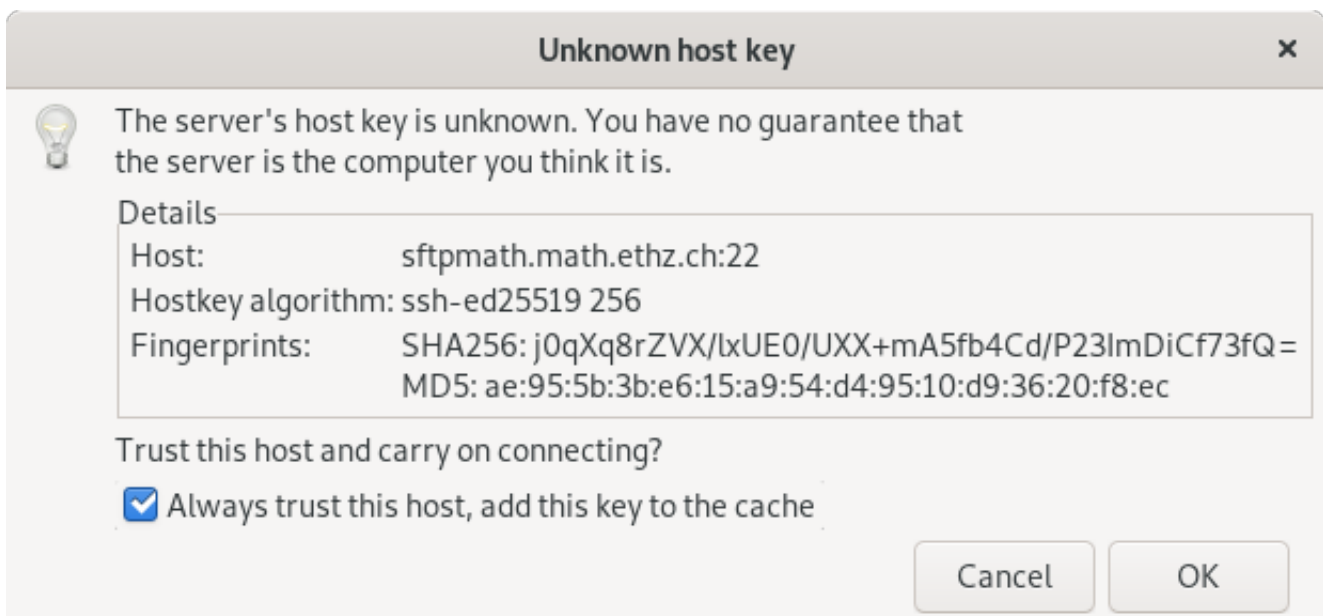 Unknown host key
The server's host key is unknown. You have no guarantee that
the server is the computer you think it is.
Details
Host: sftpmath.math.ethz.ch:22
Hostkey algorithm: ssh-ed25519 256
Fingerprints: SHA256: j0qXq8rZVX/lxUE0/UXX+mA5fb4Cd/P23lmDiCf73fQ=
MD5: ae:95:5b:3b:e6:15:a9:54:d4:95:10:d9:36:20:f8:ec
Trust this host and carry on connecting?
Always trust this host, add this key to the cache
Cancel OK